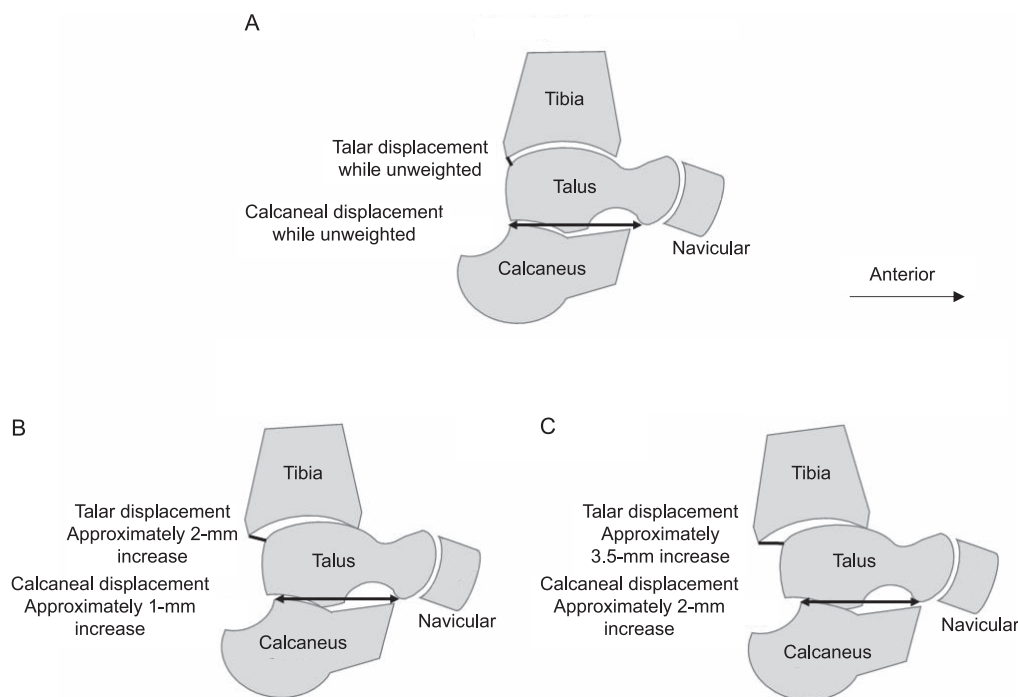 A
Tibia
Talar displacement
while unweighted
Talus
Calcaneal displacement
while unweighted
Navicular
Calcaneus
Anterior
B
Tibia
Talar displacement
Approximately 2-mm
increase
Talus
Calcaneal displacement
Approximately 1-mm
increase
Navicular
Calcaneus
C
Tibia
Talar displacement
Approximately
3.5-mm increase
Talus
Calcaneal displacement
Approximately 2-mm
increase
Navicular
Calcaneus